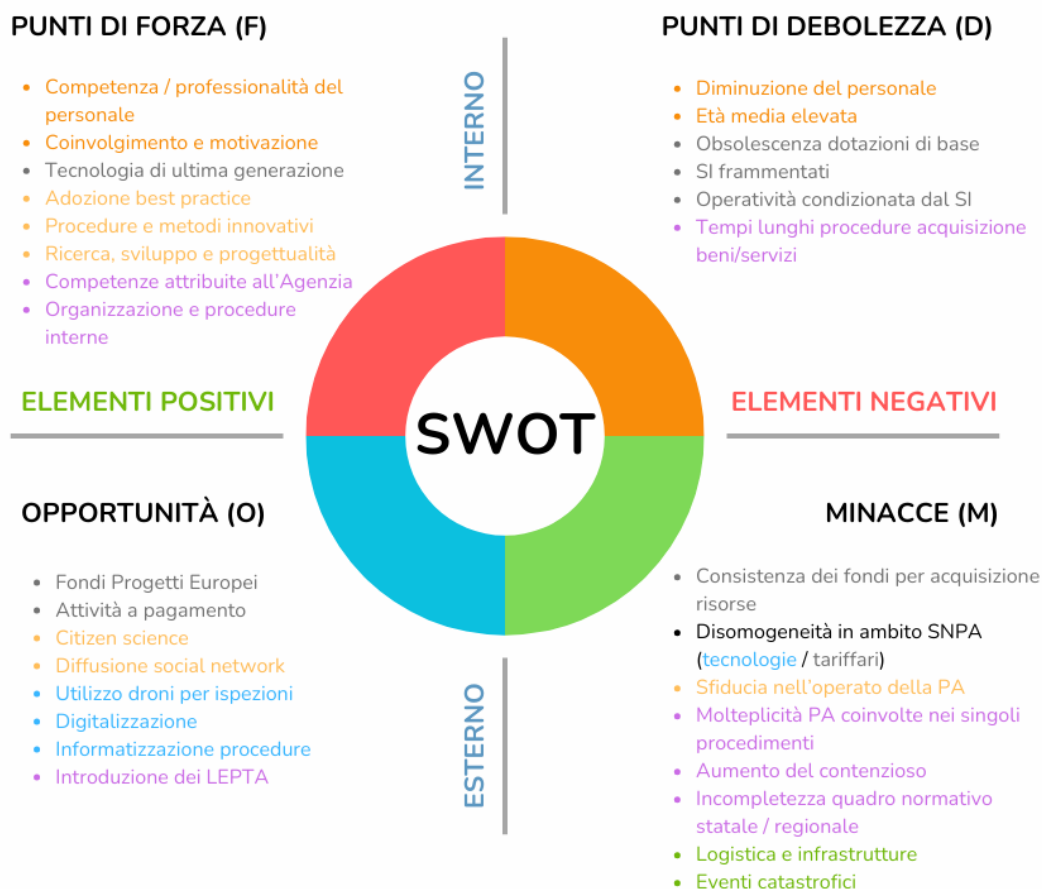 PUNTI DI FORZA (F)
• Competenza / professionalità del
personale
• Coinvolgimento e motivazione
• Tecnologia di ultima generazione
• Adozione best practice
• Procedure e metodi innovativi
• Ricerca, sviluppo e progettualità
• Competenze attribuite all'Agenzia
• Organizzazione e procedure
interne
INTERNO
PUNTI DI DEBOLEZZA (D)
• Diminuzione del personale
• Età media elevata
• Obsolescenza dotazioni di base
• SI frammentati
• Operatività condizionata dal SI
• Tempi lunghi procedure acquisizione
beni/servizi
ELEMENTI POSITIVI
SWOT
ELEMENTI NEGATIVI
OPPORTUNITÀ (O)
• Fondi Progetti Europei
• Attività a pagamento
• Citizen science
• Diffusione social network
• Utilizzo droni per ispezioni
• Digitalizzazione
• Informatizzazione procedure
• Introduzione dei LEPTA
ESTERNO
MINACCE (M)
• Consistenza dei fondi per acquisizione
risorse
• Disomogeneità in ambito SNPA
(tecnologie / tariffari)
• Sfiducia nell'operato della PA
• Molteplicità PA coinvolte nei singoli
procedimenti
• Aumento del contenzioso
• Incompletezza quadro normativo
statale / regionale
• Logistica e infrastrutture
• Eventi catastrofici